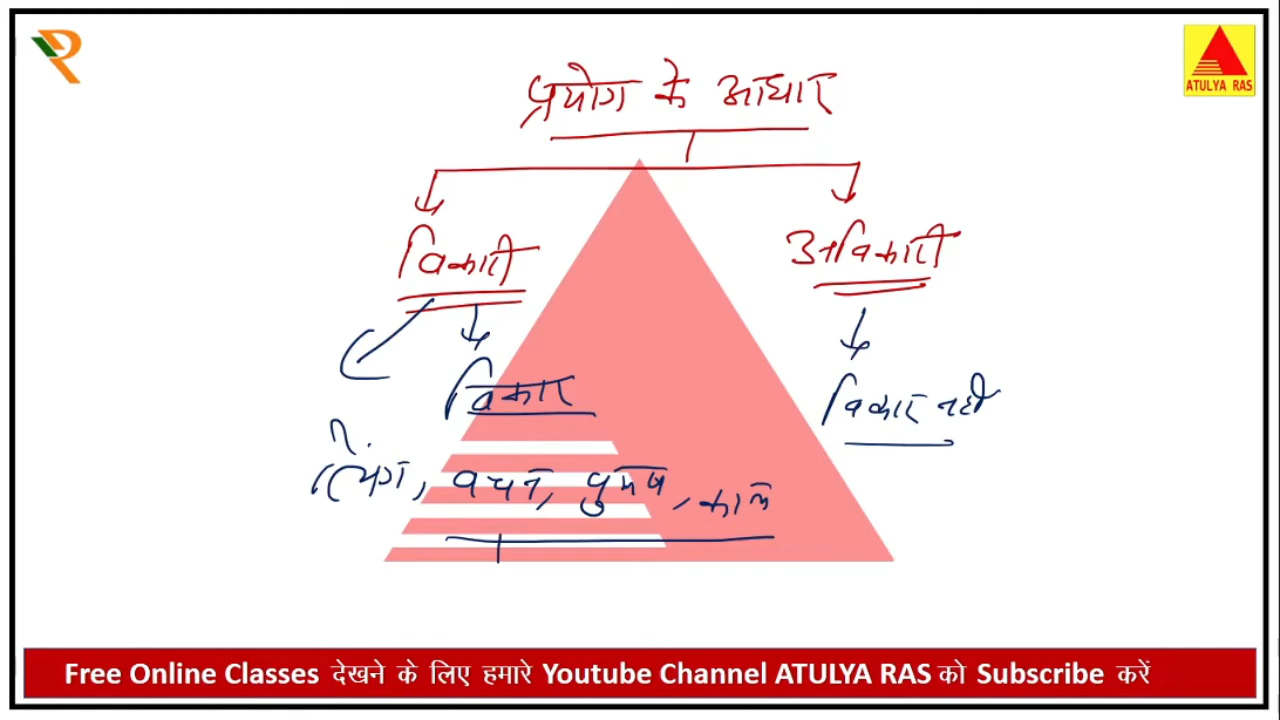 ATULYA RAS
प्रयोग के आधार
विकारी अविकारी
विकार विकार नही
लिंग, वचन, पुरुष, काल
Free Online Classes देखने के लिए हमारे Youtube Channel ATULYA RAS को Subscribe करें